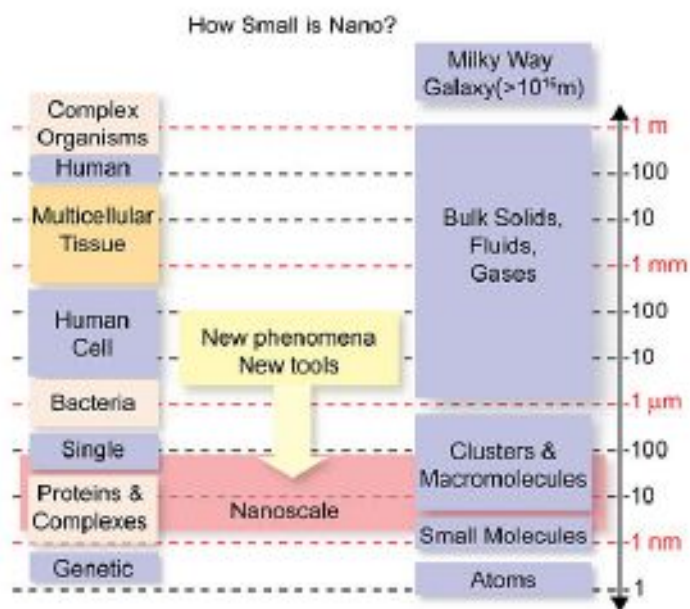 How Small is Nano?
Milky Way
Galaxy(>10¹⁶m)
Complex
Organisms
1 m
Human
100
Multicellular
Tissue
10
Bulk Solids,
Fluids,
Gases
1 mm
Human
Cell
100
New phenomena
New tools
10
Bacteria
1 µm
Single
100
Clusters &
Macromolecules
Proteins &
Complexes
10
Nanoscale
Small Molecules
1 nm
Genetic
Atoms
1